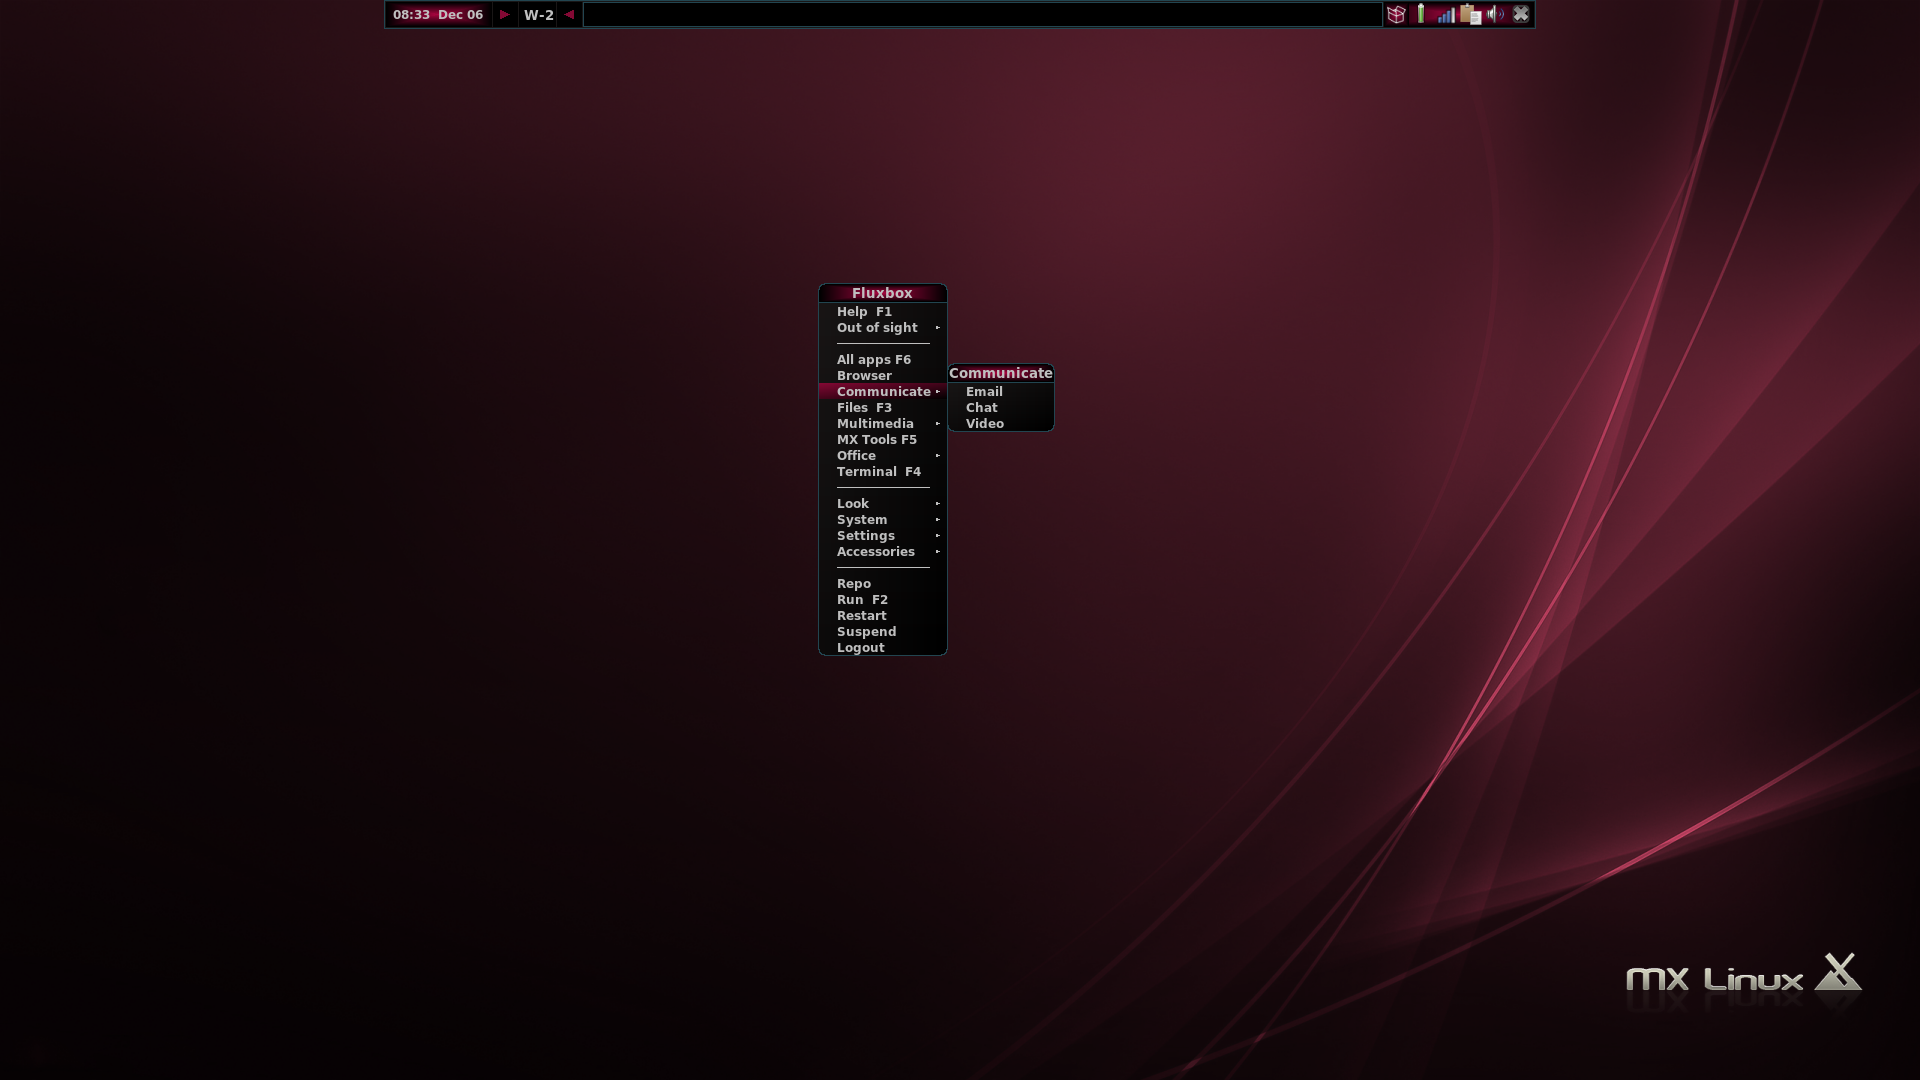 08:33 Dec 06
W-2
Fluxbox
Help F1
Out of sight
All apps F6
Browser
Communicate
Files F3
Multimedia
MX Tools F5
Office
Terminal F4
Look
System
Settings
Accessories
Repo
Run F2
Restart
Suspend
Logout
Communicate
Email
Chat
Video
mx Linux